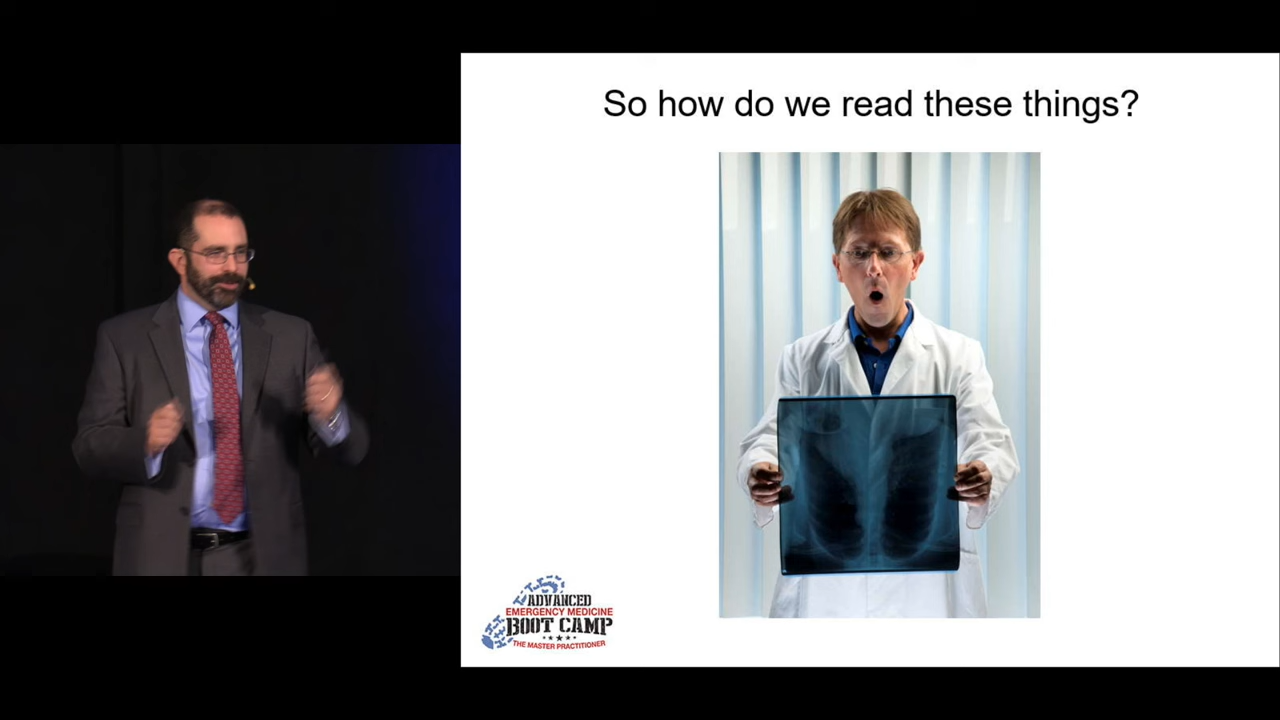 So how do we read these things?
ADVANCED
EMERGENCY MEDICINE
BOOT CAMP
THE MASTER PRACTITIONER